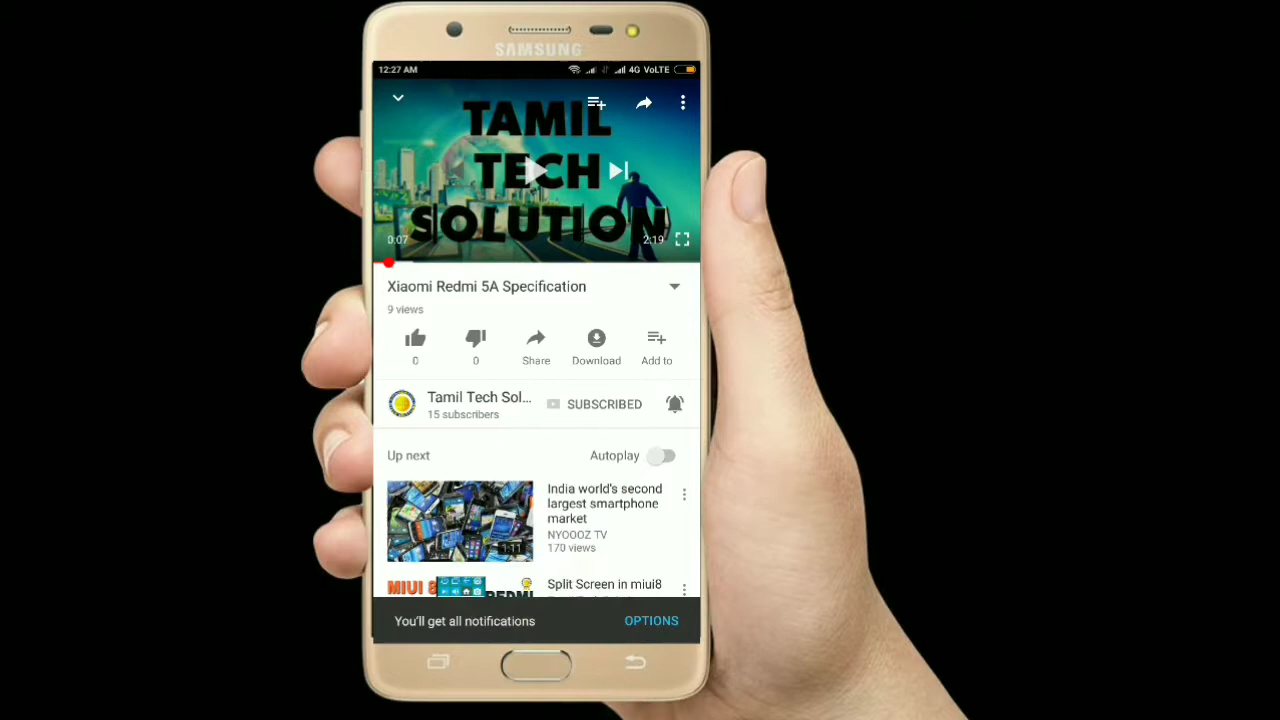 SAMSUNG
12:27 AM
4G VoLTE
TAMIL
TECH
SOLUTION
0:07
2:19
Xiaomi Redmi 5A Specification
9 views
0
0
Share
Download
Add to
Tamil Tech Sol...
SUBSCRIBED
15 subscribers
Up next
Autoplay
India world's second
largest smartphone
market
NYOOOZ TV
170 views
1:11
MIUI 8
REDMI
Split Screen in miui8
You'll get all notifications
OPTIONS